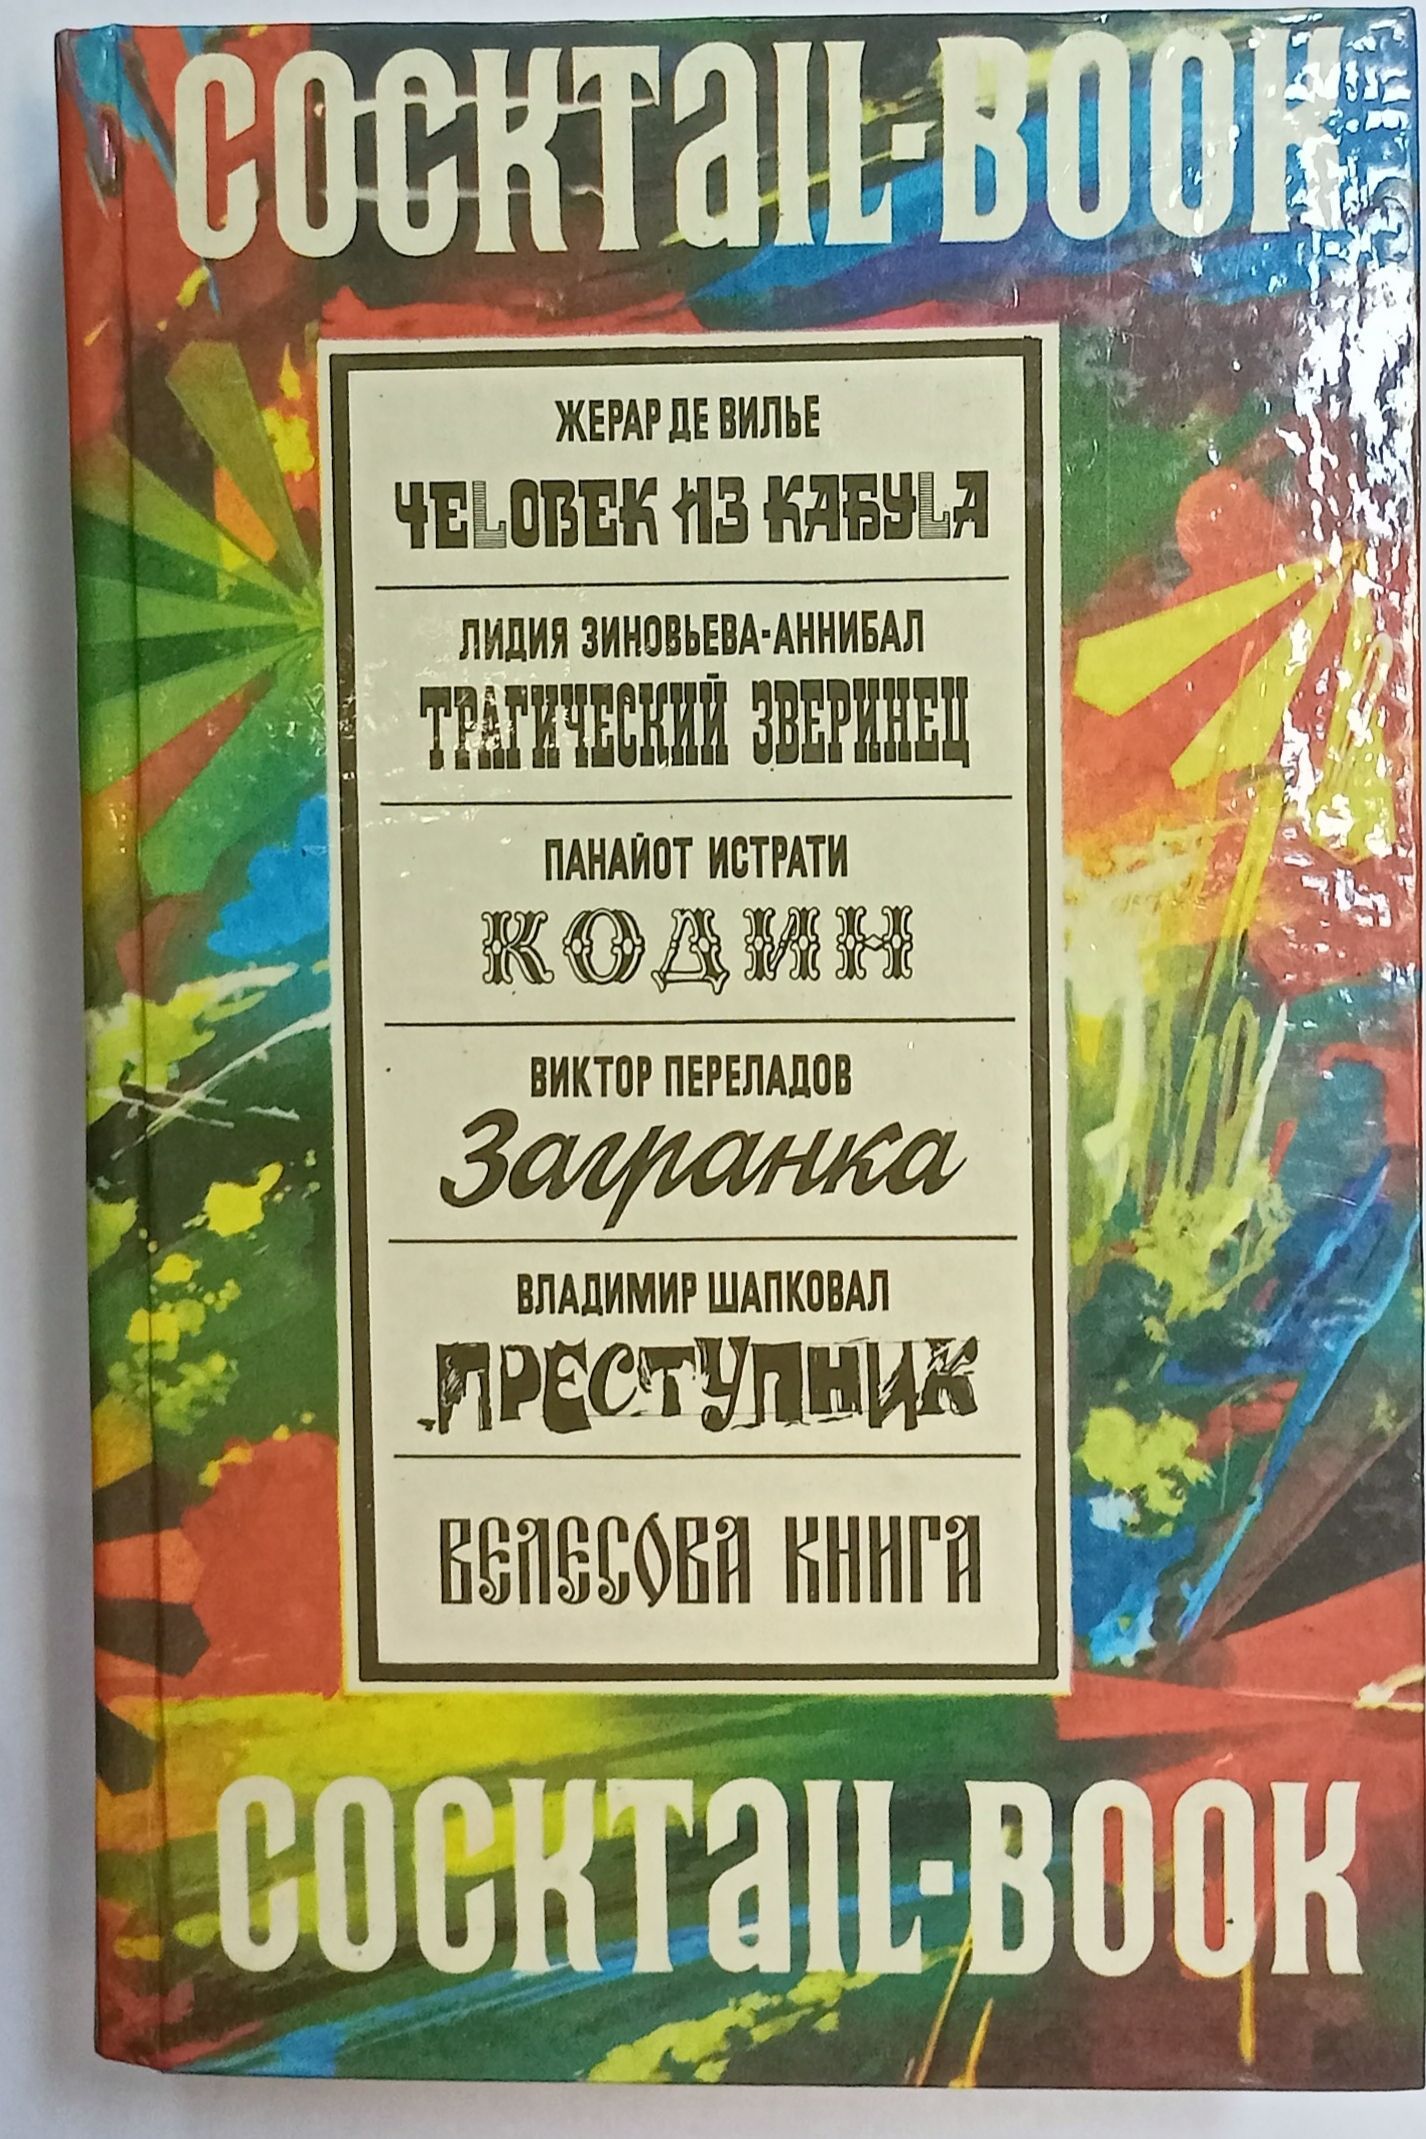 COCKTAIL-BOOK
ЖЕРАР ДЕ ВИЛЬЕ
ЧЕLОВЕК ИЗ КАБУLА
ЛИДИЯ ЗИНОВЬЕВА-АННИБАЛ
ТРАГИЧЕСКИЙ ЗВЕРИНЕЦ
ПАНАЙОТ ИСТРАТИ
КОДИН
ВИКТОР ПЕРЕЛАДОВ
Загранка
ВЛАДИМИР ШАПКОВАЛ
ПРЕСТУПНИК
ВЕЛЕСОВА КНИГА
COCKTAIL-BOOK